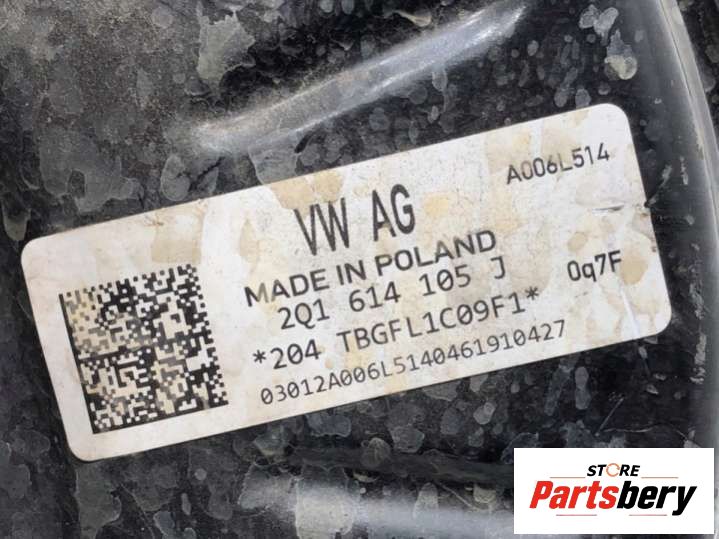 A006L514
VW AG
MADE IN POLAND
2Q1 614 105 J
0q7F
*204 TBGFL1C09F1*
03012A006L5140461910427
STORE
Partsbery